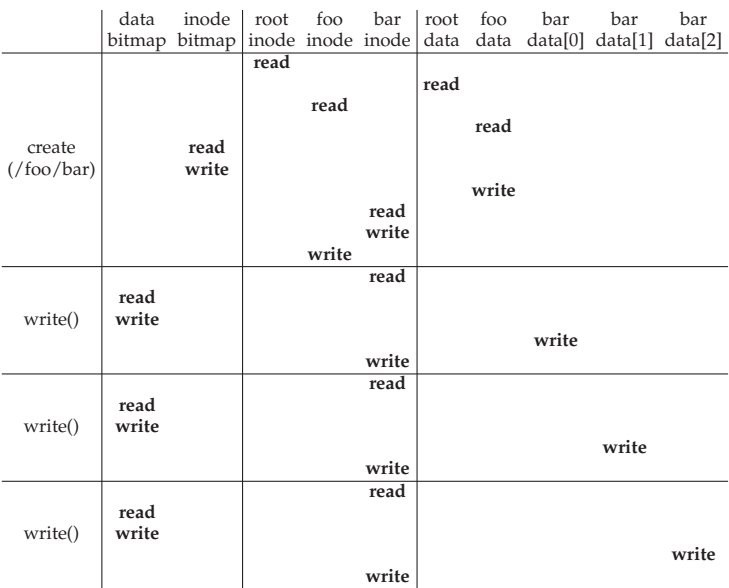 data inode root foo bar root foo bar bar bar
bitmap bitmap inode inode inode data data data[0] data[1] data[2]
read
read
read
read
create read
(/foo/bar) write
write
read
write
write
read
read
write() write
write
write
read
read
write() write
write
write
read
read
write() write
write
write